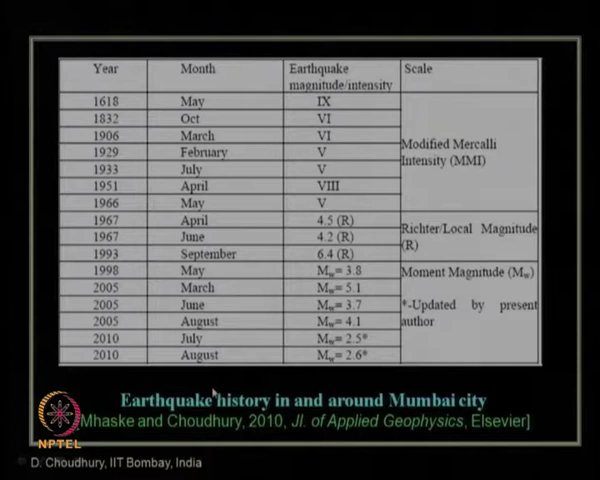 Year Month Earthquake magnitude/intensity Scale
1618 May IX Modified Mercalli Intensity (MMI)
1832 Oct VI
1906 March VI
1929 February V
1933 July V
1951 April VIII
1966 May V
1967 April 4.5 (R) Richter/Local Magnitude (R)
1967 June 4.2 (R)
1993 September 6.4 (R)
1998 May Mw= 3.8 Moment Magnitude (Mw)
2005 March Mw= 5.1
2005 June Mw= 3.7 *-Updated by present author
2005 August Mw= 4.1
2010 July Mw= 2.5*
2010 August Mw= 2.6*
Earthquake history in and around Mumbai city
[Mhaske and Choudhury, 2010, Jl. of Applied Geophysics, Elsevier]
NPTEL
D. Choudhury, IIT Bombay, India